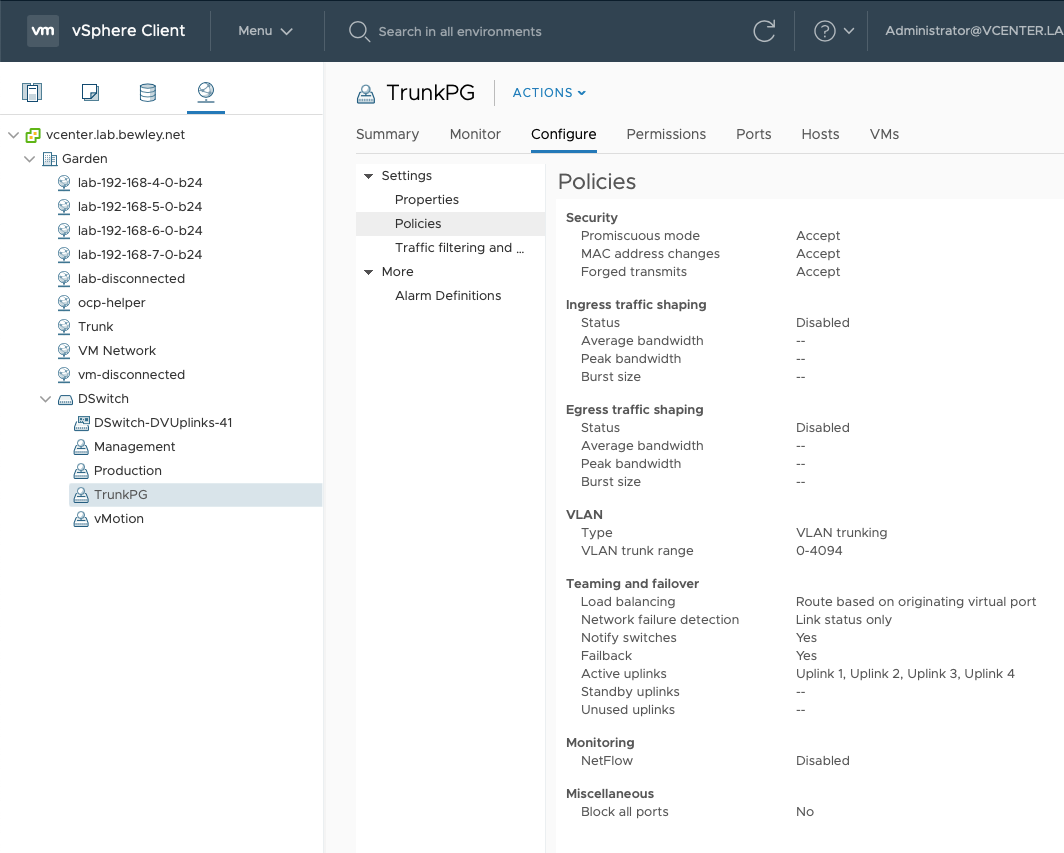 vm vSphere Client Menu Search in all environments Administrator@VCENTER.LA
vcenter.lab.bewley.net
Garden
lab-192-168-4-0-b24
lab-192-168-5-0-b24
lab-192-168-6-0-b24
lab-192-168-7-0-b24
lab-disconnected
ocp-helper
Trunk
VM Network
vm-disconnected
DSwitch
DSwitch-DVUplinks-41
Management
Production
TrunkPG
vMotion
TrunkPG ACTIONS
Summary Monitor Configure Permissions Ports Hosts VMs
Settings
Properties
Policies
Traffic filtering and ...
More
Alarm Definitions
Policies
Security
Promiscuous mode Accept
MAC address changes Accept
Forged transmits Accept
Ingress traffic shaping
Status Disabled
Average bandwidth --
Peak bandwidth --
Burst size --
Egress traffic shaping
Status Disabled
Average bandwidth --
Peak bandwidth --
Burst size --
VLAN
Type VLAN trunking
VLAN trunk range 0-4094
Teaming and failover
Load balancing Route based on originating virtual port
Network failure detection Link status only
Notify switches Yes
Failback Yes
Active uplinks Uplink 1, Uplink 2, Uplink 3, Uplink 4
Standby uplinks --
Unused uplinks --
Monitoring
NetFlow Disabled
Miscellaneous
Block all ports No